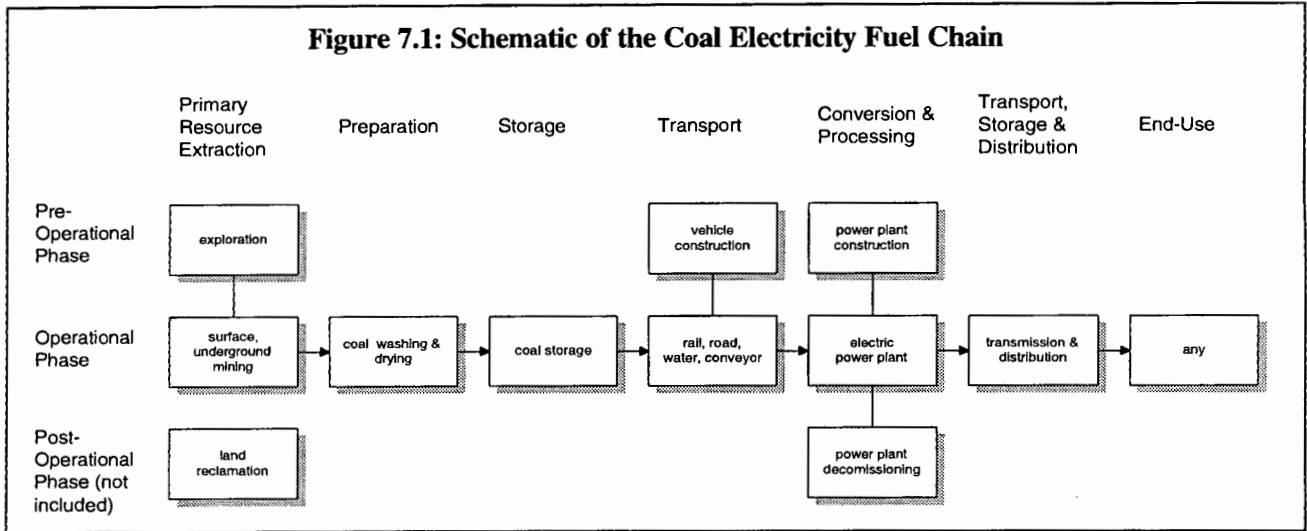 Figure 7.1: Schematic of the Coal Electricity Fuel Chain
Primary
Resource
Extraction
Preparation
Storage
Transport
Conversion &
Processing
Transport,
Storage &
Distribution
End-Use
Pre-
Operational
Phase
exploration
vehicle
construction
power plant
construction
Operational
Phase
surface,
underground
mining
coal washing &
drying
coal storage
rail, road,
water, conveyor
electric
power plant
transmission &
distribution
any
Post-
Operational
Phase (not
included)
land
reclamation
power plant
decomissioning